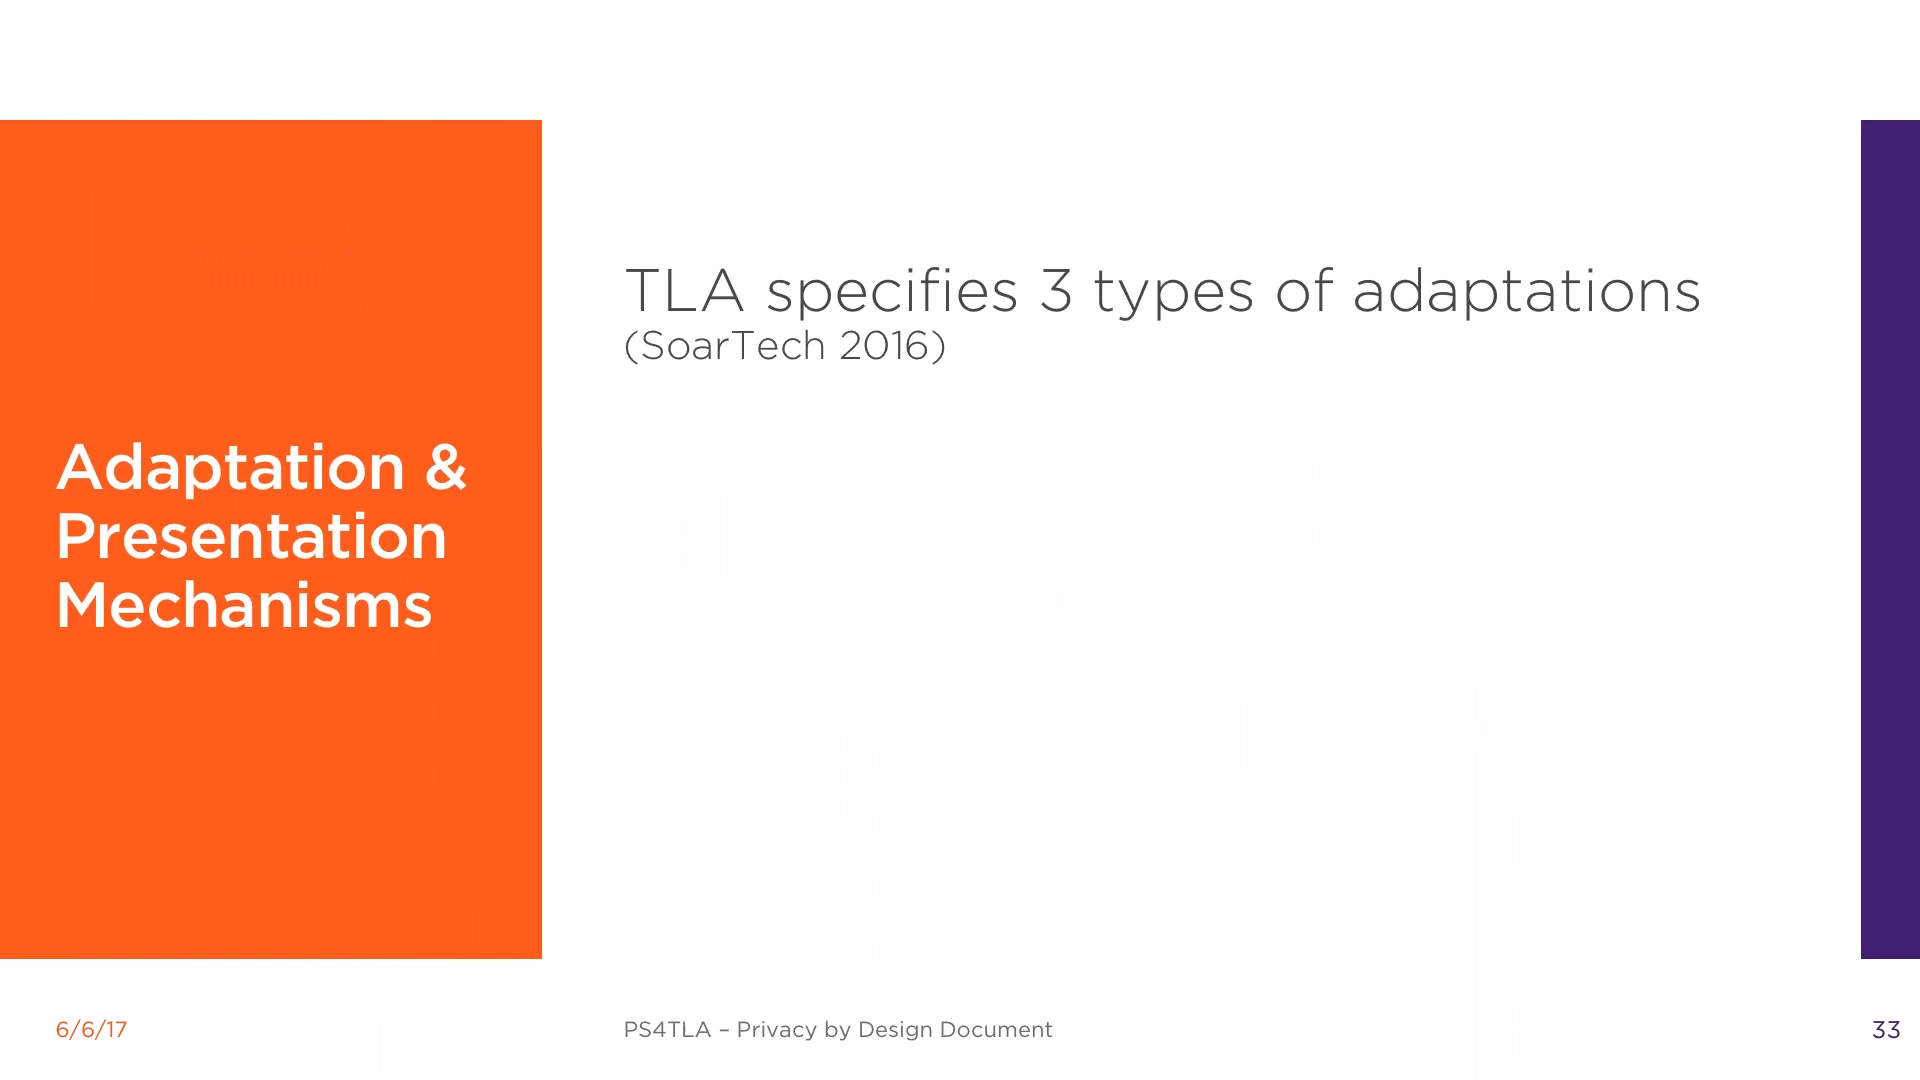 Adaptation &
Presentation
Mechanisms
TLA specifies 3 types of adaptations
(SoarTech 2016)
6/6/17
PS4TLA – Privacy by Design Document
33